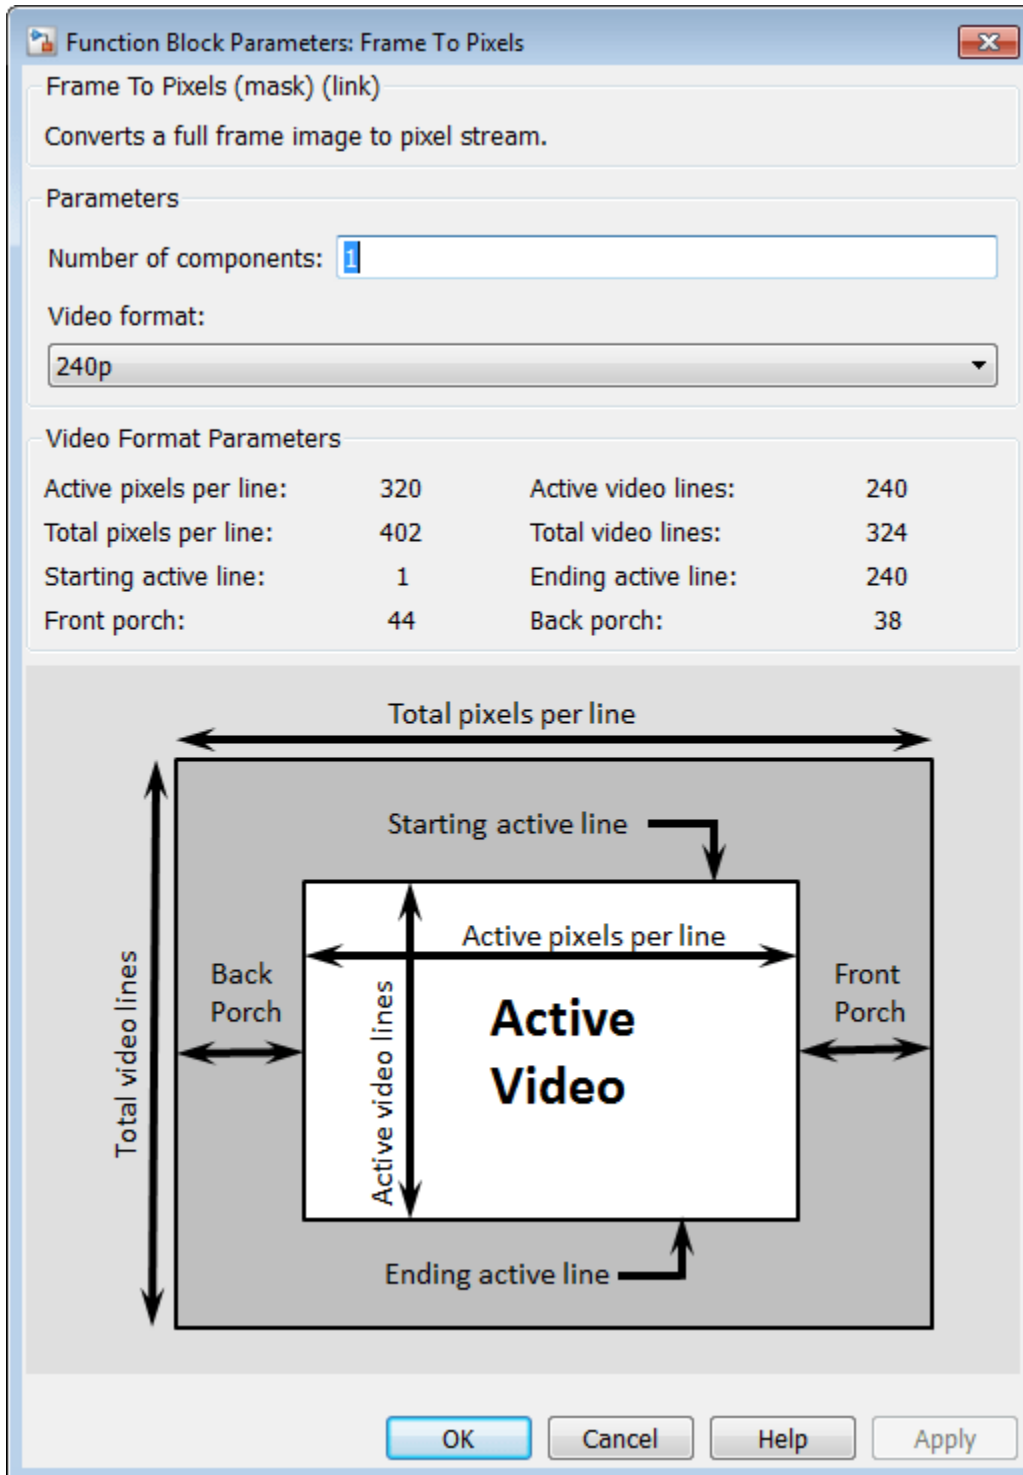 Function Block Parameters: Frame To Pixels
Frame To Pixels (mask) (link)
Converts a full frame image to pixel stream.
Parameters
Number of components: 1
Video format:
240p
Video Format Parameters
Active pixels per line: 320 Active video lines: 240
Total pixels per line: 402 Total video lines: 324
Starting active line: 1 Ending active line: 240
Front porch: 44 Back porch: 38
Total pixels per line
Starting active line
Active pixels per line
Total video lines
Back
Porch
Active video lines
Active
Video
Front
Porch
Ending active line
OK Cancel Help Apply